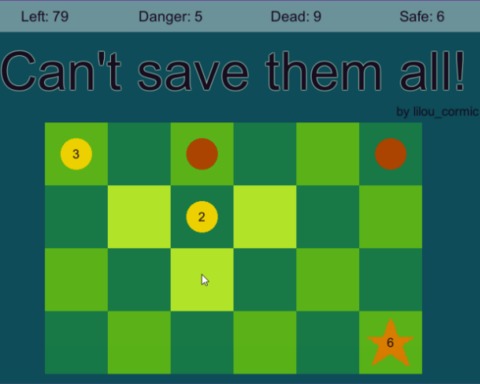 Left: 79 Danger: 5 Dead: 9 Safe: 6
Can't save them all!
by lilou_cormic
3
2
6